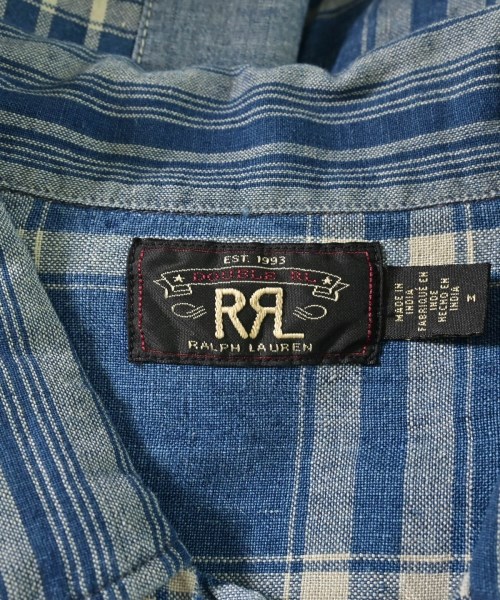 EST. 1993
DOUBLE RL
RRL
RALPH LAUREN
MADE IN
INDIA
FABRIQUÉ EN
INDE
HECHO EN
INDIA
M